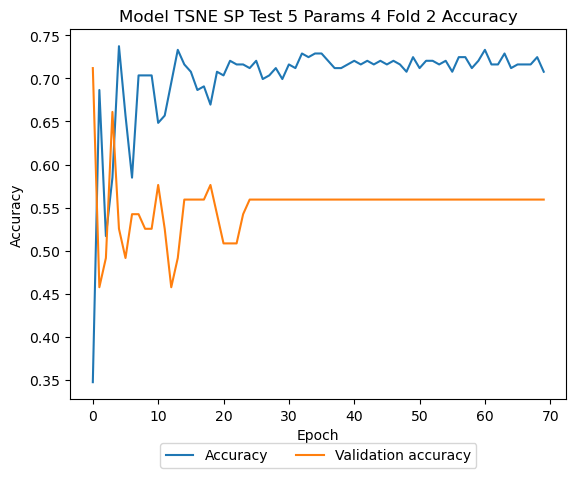 Model TSNE SP Test 5 Params 4 Fold 2 Accuracy
0.75
0.70
0.65
0.60
0.55
0.50
0.45
0.40
0.35
Accuracy
0 10 20 30 40 50 60 70
Epoch
Accuracy Validation accuracy